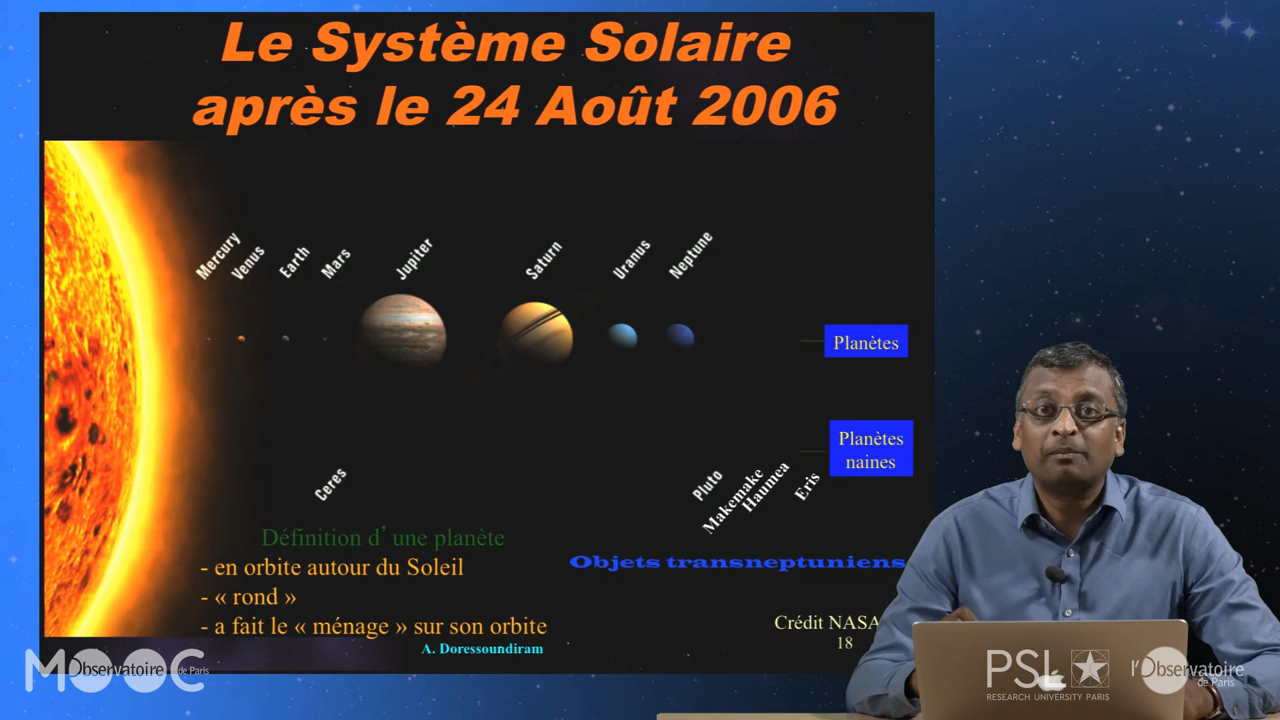 Le Système Solaire
après le 24 Août 2006
Mercury
Venus
Earth
Mars
Jupiter
Saturn
Uranus
Neptune
Planètes
Planètes
naines
Ceres
Pluto
Makemake
Haumea
Eris
Définition d’une planète
- en orbite autour du Soleil
- « rond »
- a fait le « ménage » sur son orbite
Objets transneptuniens
Crédit NASA
18
A. Doressoundiram
MOOC
l'Observatoire de Paris
PSL
RESEARCH UNIVERSITY PARIS
l'Observatoire
de Paris